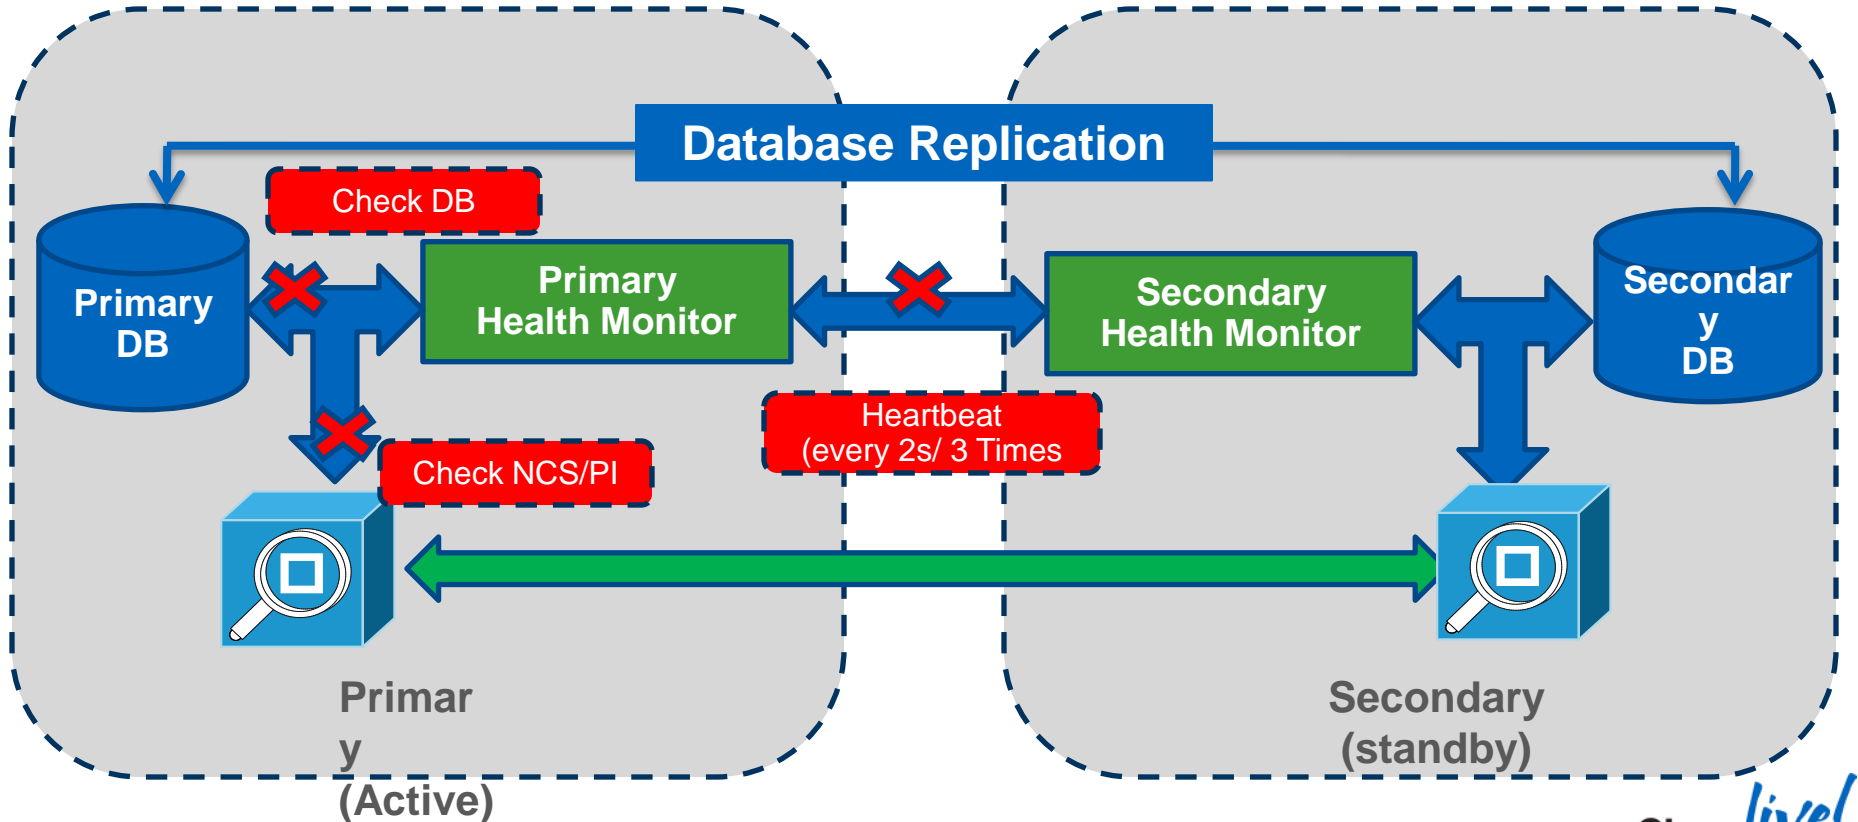 Database Replication
Check DB
Primary
DB
Primary
Health Monitor
Secondary
Health Monitor
Secondar
y
DB
Heartbeat
(every 2s/ 3 Times
Check NCS/PI
Primar
y
(Active)
Secondary
(standby)
live!